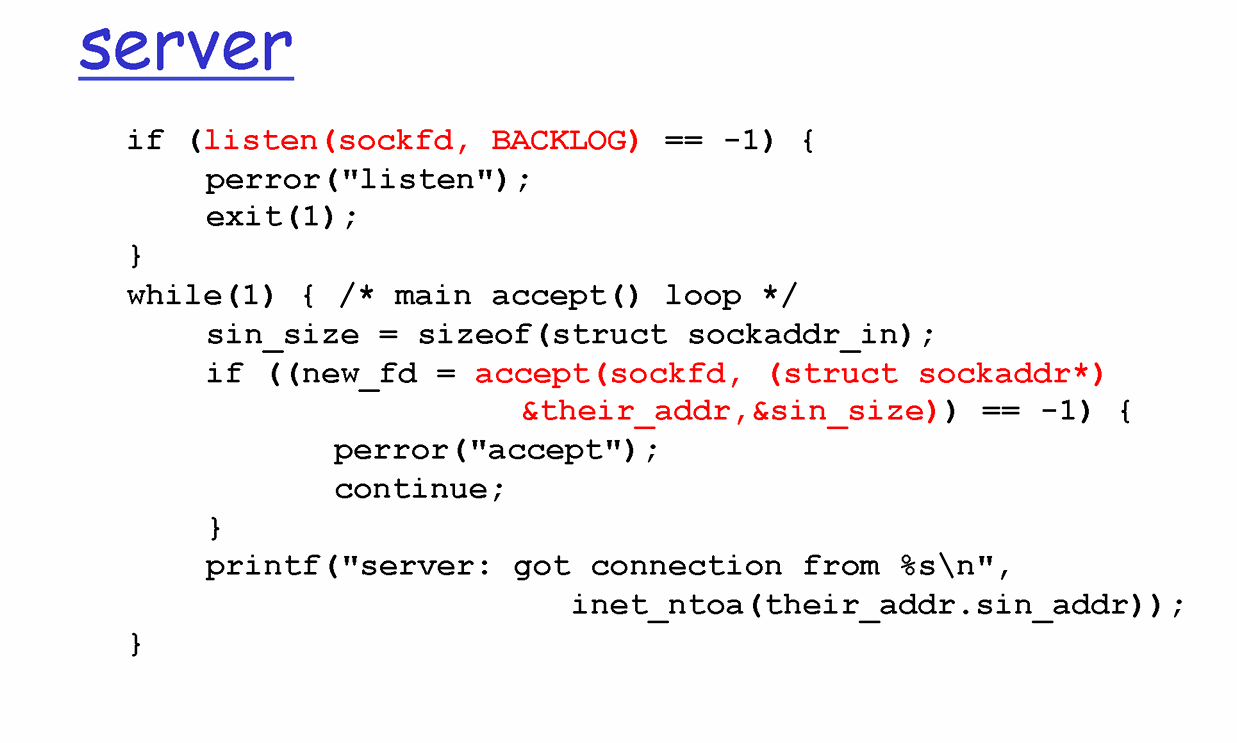 server
if (listen(sockfd, BACKLOG) == -1) {
perror("listen");
exit(1);
}
while(1) { /* main accept() loop */
sin_size = sizeof(struct sockaddr_in);
if ((new_fd = accept(sockfd, (struct sockaddr*)
&their_addr,&sin_size)) == -1) {
perror("accept");
continue;
}
printf("server: got connection from %s\n",
inet_ntoa(their_addr.sin_addr));
}